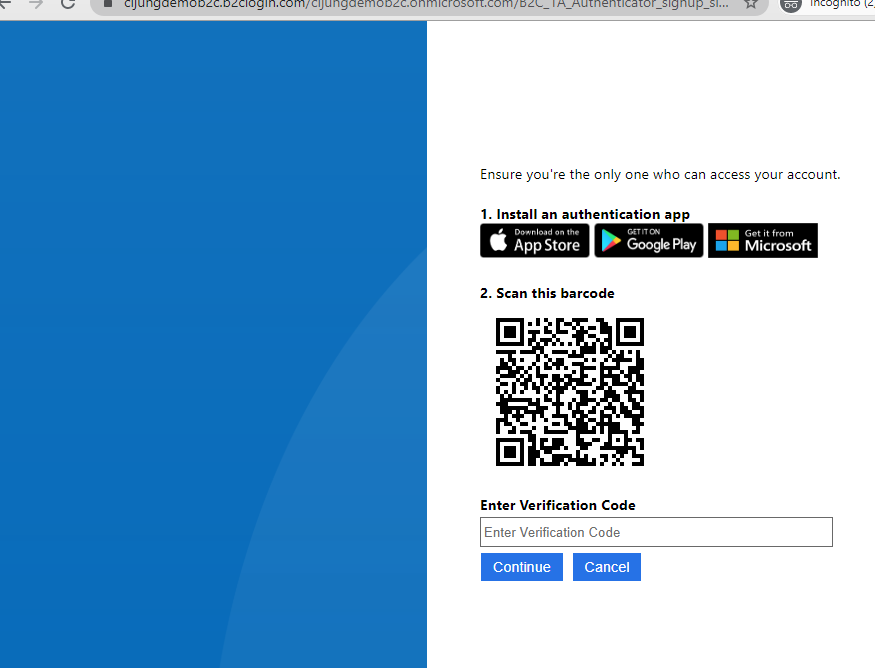 cljungdemob2c.b2clogin.com/cljungdemob2c.onmicrosoft.com/B2C_1A_Authenticator_signup_si...
Incognito (2)
Ensure you're the only one who can access your account.
1. Install an authentication app
Download on the
App Store
GET IT ON
Google Play
Get it from
Microsoft
2. Scan this barcode
Enter Verification Code
Enter Verification Code
Continue
Cancel